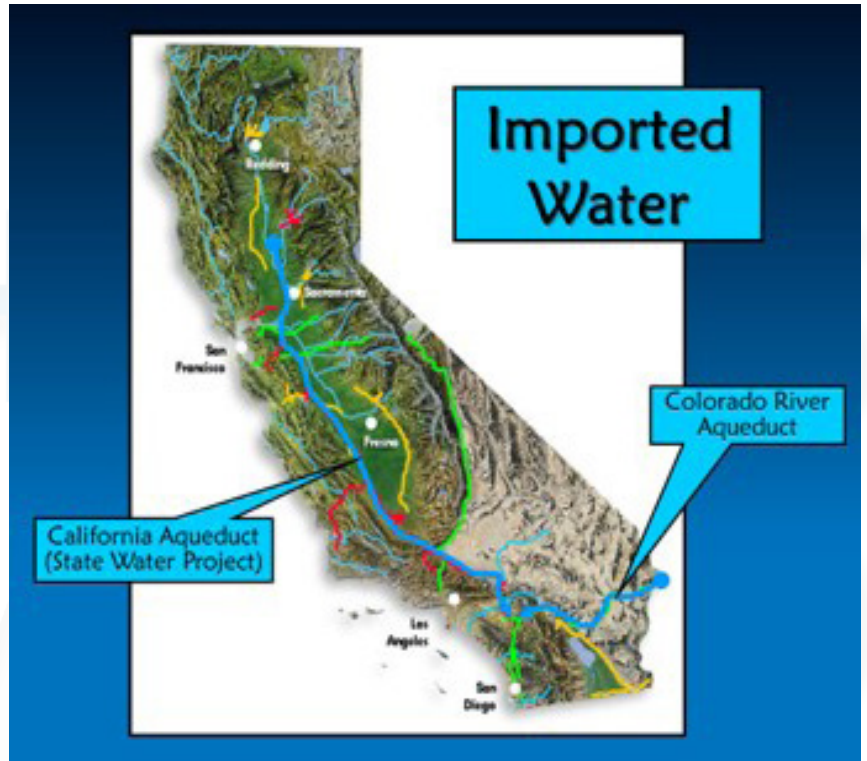 Imported
Water
Redding
Sacramento
San
Francisco
Fresno
Colorado River
Aqueduct
California Aqueduct
(State Water Project)
Los
Angeles
San
Diego